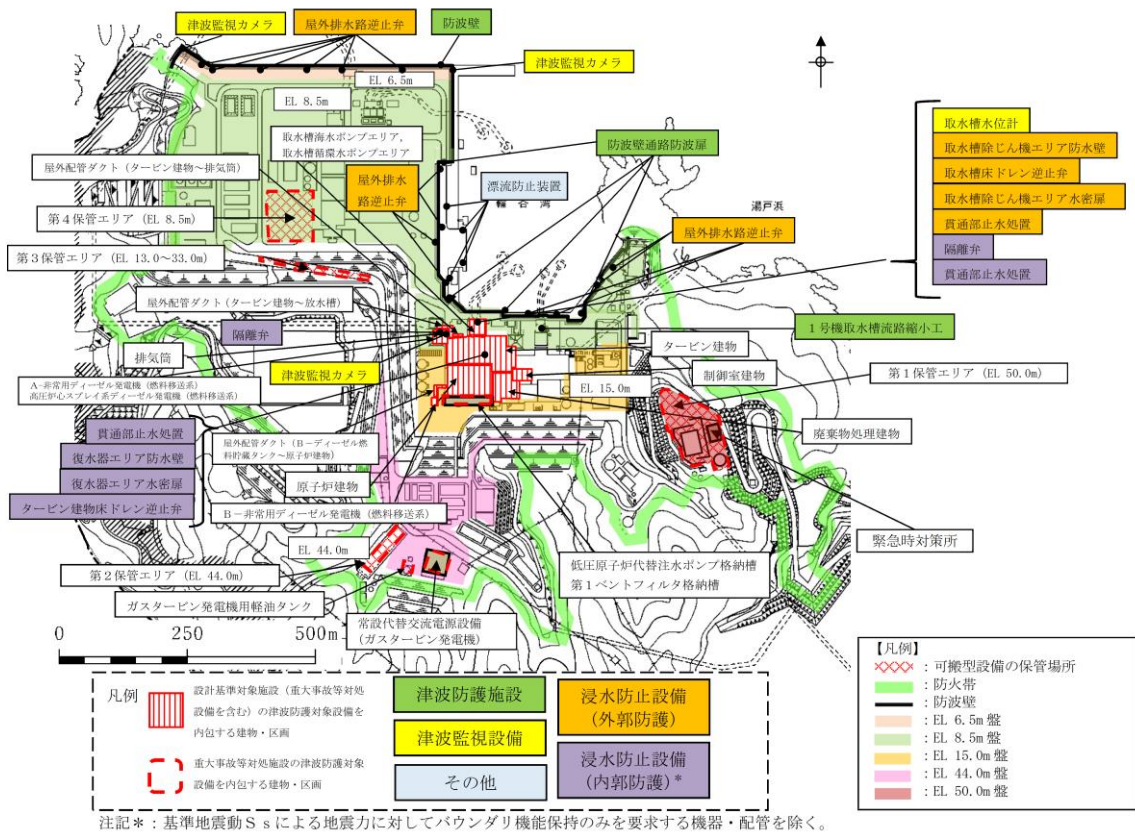 津波監視カメラ
屋外排水路逆止弁
防波壁
津波監視カメラ
EL 6.5m
EL 8.5m
取水槽海水ポンプエリア，
取水槽循環水ポンプエリア
防波壁通路防波扉
取水槽水位計
取水槽除じん機エリア防水壁
取水槽床ドレン逆止弁
取水槽除じん機エリア水密扉
貫通部止水処置
隔離弁
貫通部止水処置
屋外配管ダクト（タービン建物～排気筒）
屋外排水
路逆止弁
漂流防止装置
輪谷湾
湯戸浜
第４保管エリア（EL 8.5m）
屋外排水路逆止弁
第３保管エリア（EL 13.0～33.0m）
屋外配管ダクト（タービン建物～放水槽）
隔離弁
１号機取水槽流路縮小工
排気筒
タービン建物
津波監視カメラ
制御室建物
第１保管エリア（EL 50.0m）
EL 15.0m
A－非常用ディーゼル発電機（燃料移送系）
高圧炉心スプレイ系ディーゼル発電機（燃料移送系）
貫通部止水処置
復水器エリア防水壁
復水器エリア水密扉
タービン建物床ドレン逆止弁
屋外配管ダクト（Ｂ－ディーゼル燃
料貯蔵タンク～原子炉建物）
廃棄物処理建物
原子炉建物
Ｂ－非常用ディーゼル発電機（燃料移送系）
EL 44.0m
緊急時対策所
第２保管エリア（EL 44.0m）
低圧原子炉代替注水ポンプ格納槽
第１ベントフィルタ格納槽
ガスタービン発電機用軽油タンク
常設代替交流電源設備
（ガスタービン発電機）
0 250 500m
凡例
設計基準対象施設（重大事故等対処
設備を含む）の津波防護対象設備を
内包する建物・区画
重大事故等対処施設の津波防護対象
設備を内包する建物・区画
津波防護施設
津波監視設備
その他
浸水防止設備
（外郭防護）
浸水防止設備
（内郭防護）*
【凡例】
：可搬型設備の保管場所
：防火帯
：防波壁
：EL 6.5m 盤
：EL 8.5m 盤
：EL 15.0m 盤
：EL 44.0m 盤
：EL 50.0m 盤
注記＊：基準地震動Ｓｓによる地震力に対してバウンダリ機能保持のみを要求する機器・配管を除く。